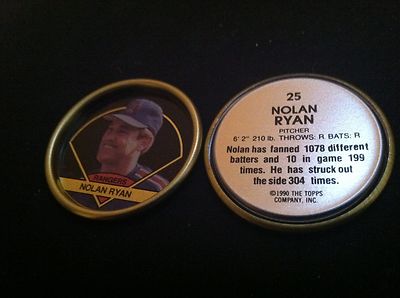 RANGERS
NOLAN RYAN
25
NOLAN
RYAN
PITCHER
6' 2" 210 lb. THROWS: R BATS: R
Nolan has fanned 1078 different
batters and 10 in game 199
times. He has struck out
the side 304 times.
©1990 THE TOPPS
COMPANY, INC.